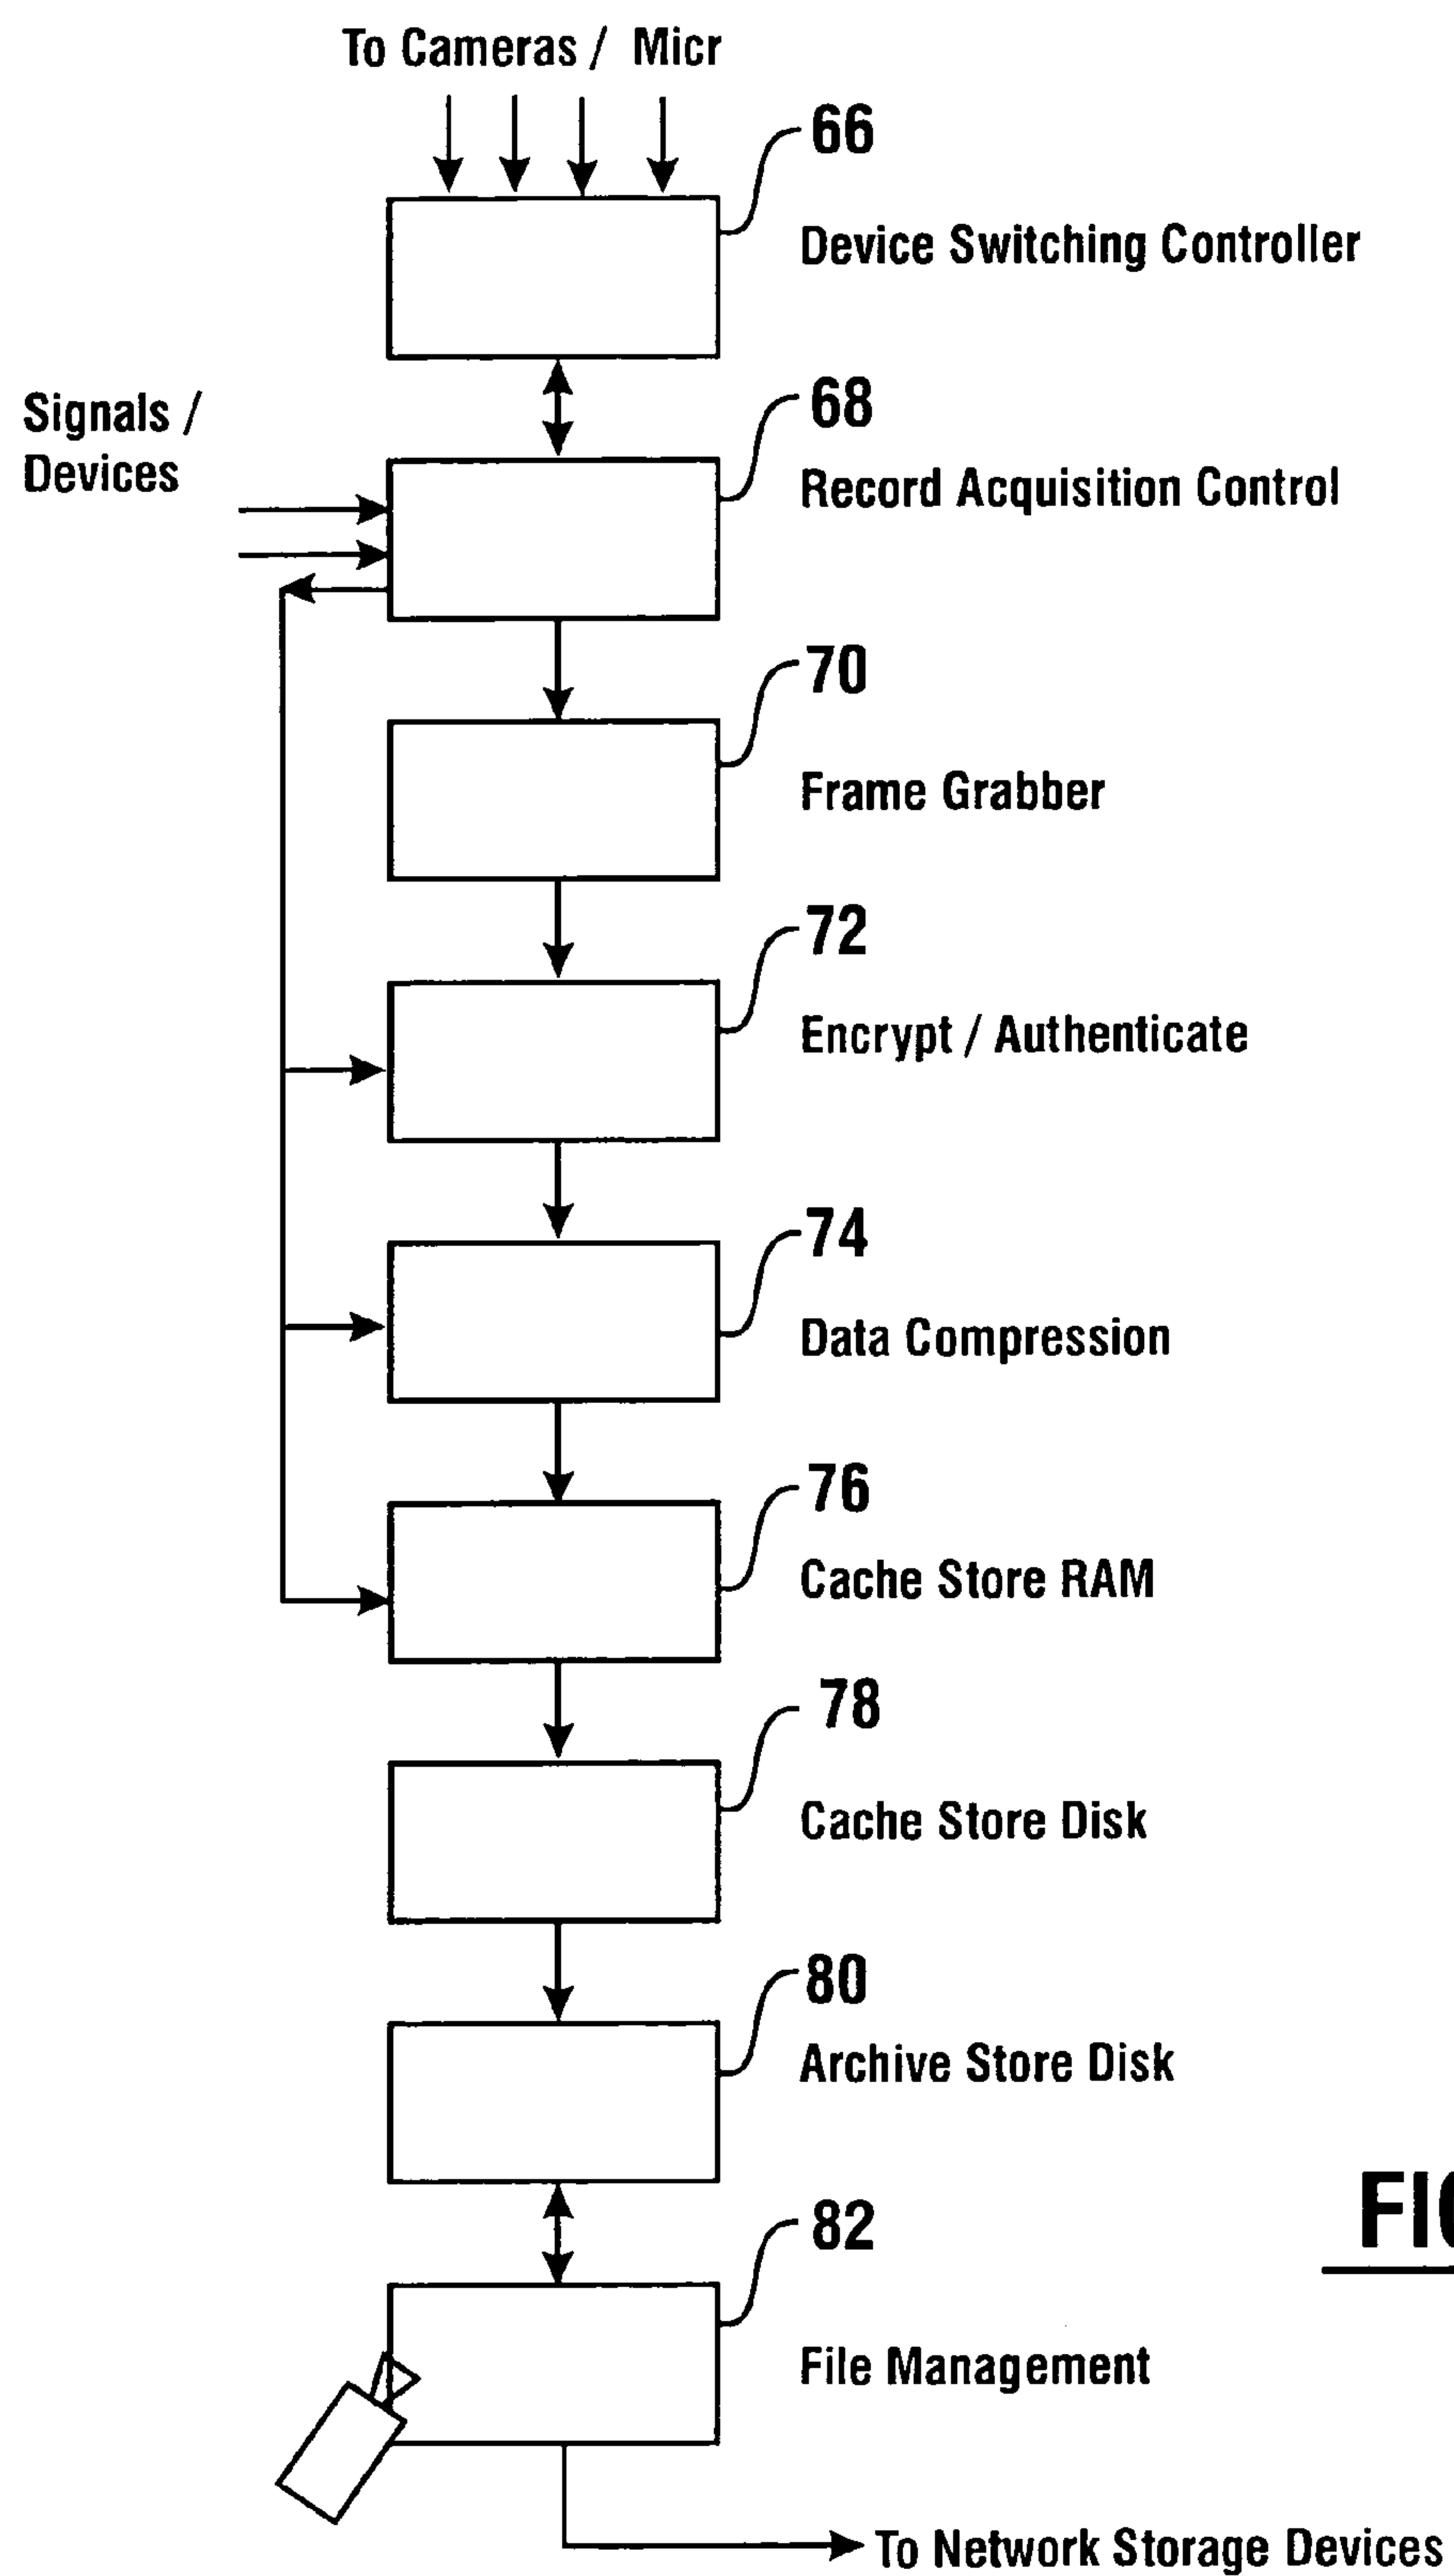 To Cameras / Micr
66
Device Switching Controller
Signals /
Devices
68
Record Acquisition Control
70
Frame Grabber
72
Encrypt / Authenticate
74
Data Compression
76
Cache Store RAM
78
Cache Store Disk
80
Archive Store Disk
82
File Management
To Network Storage Devices